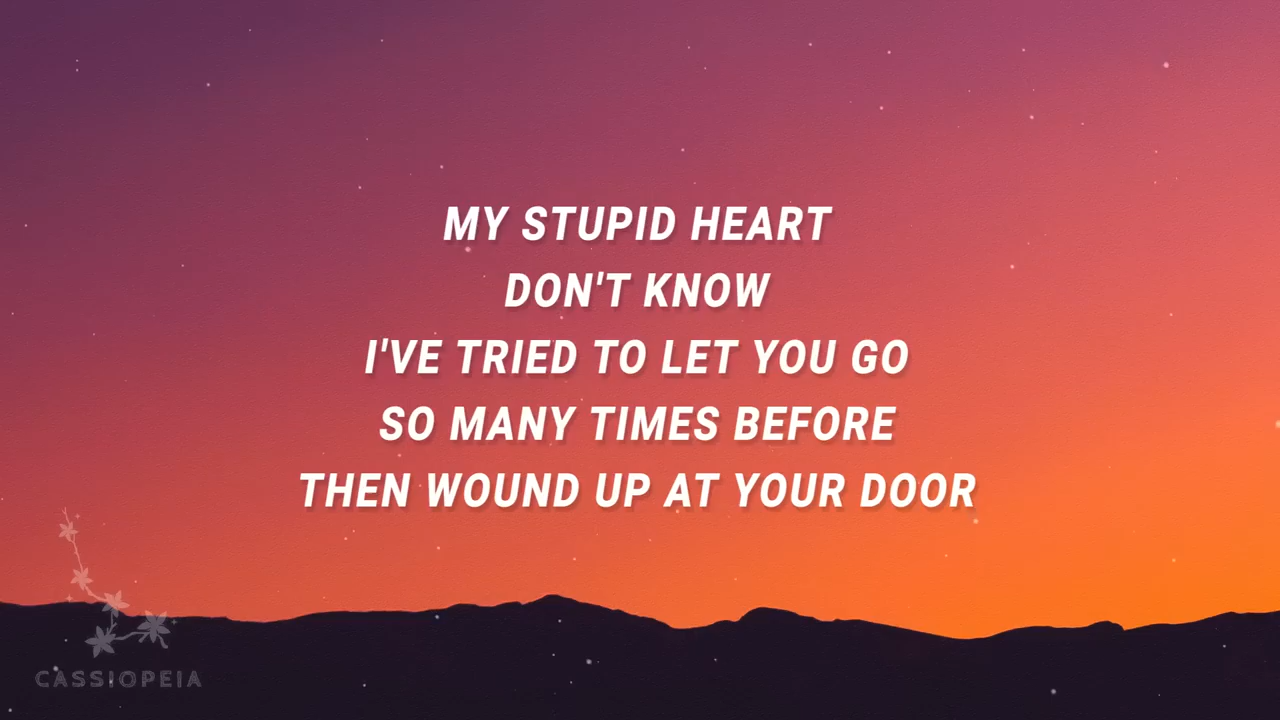 MY STUPID HEART
DON'T KNOW
I'VE TRIED TO LET YOU GO
SO MANY TIMES BEFORE
THEN WOUND UP AT YOUR DOOR
CASSIOPEIA